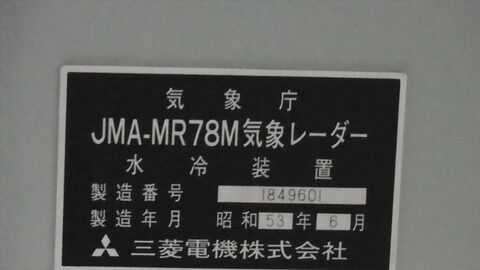 気象庁
JMA-MR78M気象レーダー
水冷装置
製造番号 1849601
製造年月 昭和53年6月
三菱電機株式会社